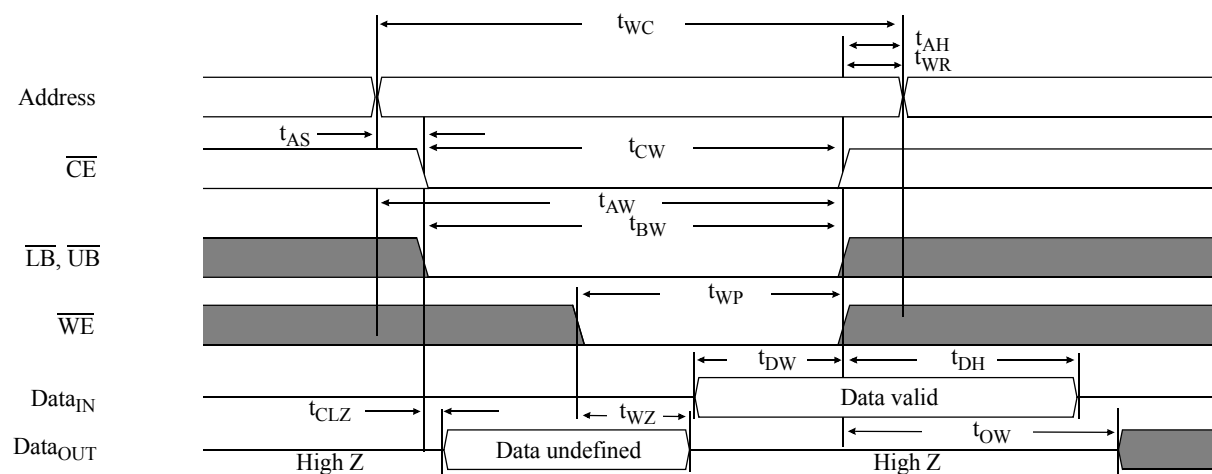 tWC
tAH
tWR
Address
tAS
tCW
CE
tAW
tBW
LB, UB
tWP
WE
tDW
tDH
DataIN
Data valid
tCLZ
tWZ
DataOUT
Data undefined
tOW
High Z
High Z